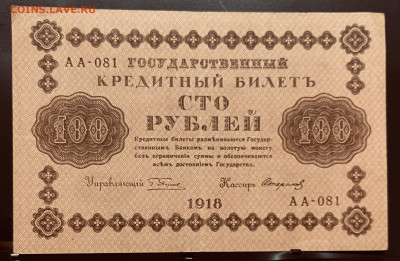 COINS.LAVE.RU
АА-081 ГОСУДАРСТВЕННЫЙ
КРЕДИТНЫЙ БИЛЕТЪ
СТО
РУБЛЕЙ
100 100
Кредитные билеты размѣниваются Государ-
ственнымъ Банкомъ на золотую монету
безъ ограниченія суммы и обезпечиваются
всѣмъ достояніемъ Государства.
Управляющій Кассиръ
1918 АА-081